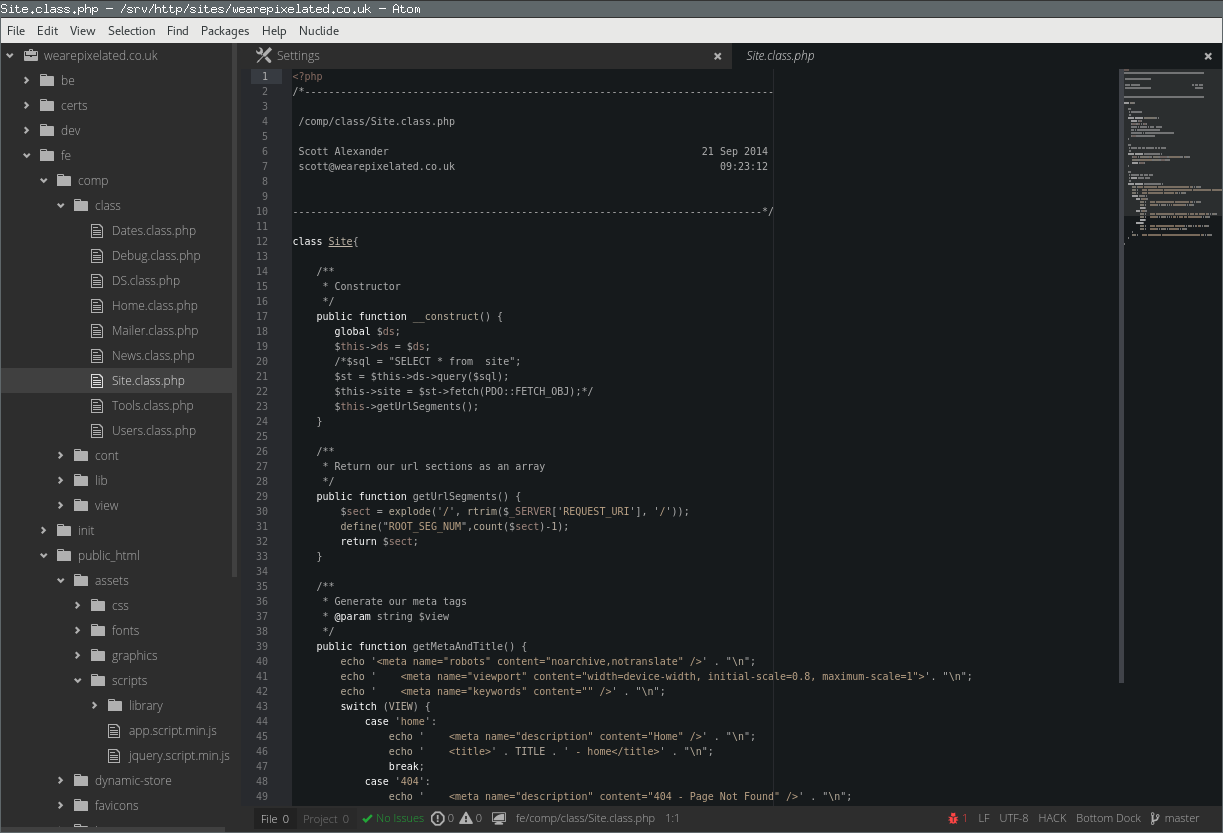 Site.class.php — /srv/http/sites/wearepixelated.co.uk — Atom
File Edit View Selection Find Packages Help Nuclide
wearepixelated.co.uk
be
certs
dev
fe
comp
class
Dates.class.php
Debug.class.php
DS.class.php
Home.class.php
Mailer.class.php
News.class.php
Site.class.php
Tools.class.php
Users.class.php
cont
lib
view
init
public_html
assets
css
fonts
graphics
scripts
library
app.script.min.js
jquery.script.min.js
dynamic-store
favicons
Settings
Site.class.php
1 <?php
2 /*------------------------------------------------------------------------------
3
4 /comp/class/Site.class.php
5
6 Scott Alexander 21 Sep 2014
7 scott@wearepixelated.co.uk 09:23:12
8
9
10 ------------------------------------------------------------------------------*/
11
12 class Site{
13
14 /**
15 * Constructor
16 */
17 public function __construct() {
18 global $ds;
19 $this->ds = $ds;
20 /*$sql = "SELECT * from  site";
21 $st = $this->ds->query($sql);
22 $this->site = $st->fetch(PDO::FETCH_OBJ);*/
23 $this->getUrlSegments();
24 }
25
26 /**
27 * Return our url sections as an array
28 */
29 public function getUrlSegments() {
30 $sect = explode('/', rtrim($_SERVER['REQUEST_URI'], '/'));
31 define("ROOT_SEG_NUM",count($sect)-1);
32 return $sect;
33 }
34
35 /**
36 * Generate our meta tags
37 * @param string $view
38 */
39 public function getMetaAndTitle() {
40 echo '<meta name="robots" content="noarchive,notranslate" />' . "\n";
41 echo '    <meta name="viewport" content="width=device-width, initial-scale=0.8, maximum-scale=1">'. "\n";
42 echo '    <meta name="keywords" content="" />' . "\n";
43 switch (VIEW) {
44 case 'home':
45 echo '    <meta name="description" content="Home" />' . "\n";
46 echo '    <title>' . TITLE . ' - home</title>' . "\n";
47 break;
48 case '404':
49 echo '    <meta name="description" content="404 - Page Not Found" />' . "\n";
File 0 Project 0 No Issues 0 0 fe/comp/class/Site.class.php 1:1 1 LF UTF-8 HACK Bottom Dock master